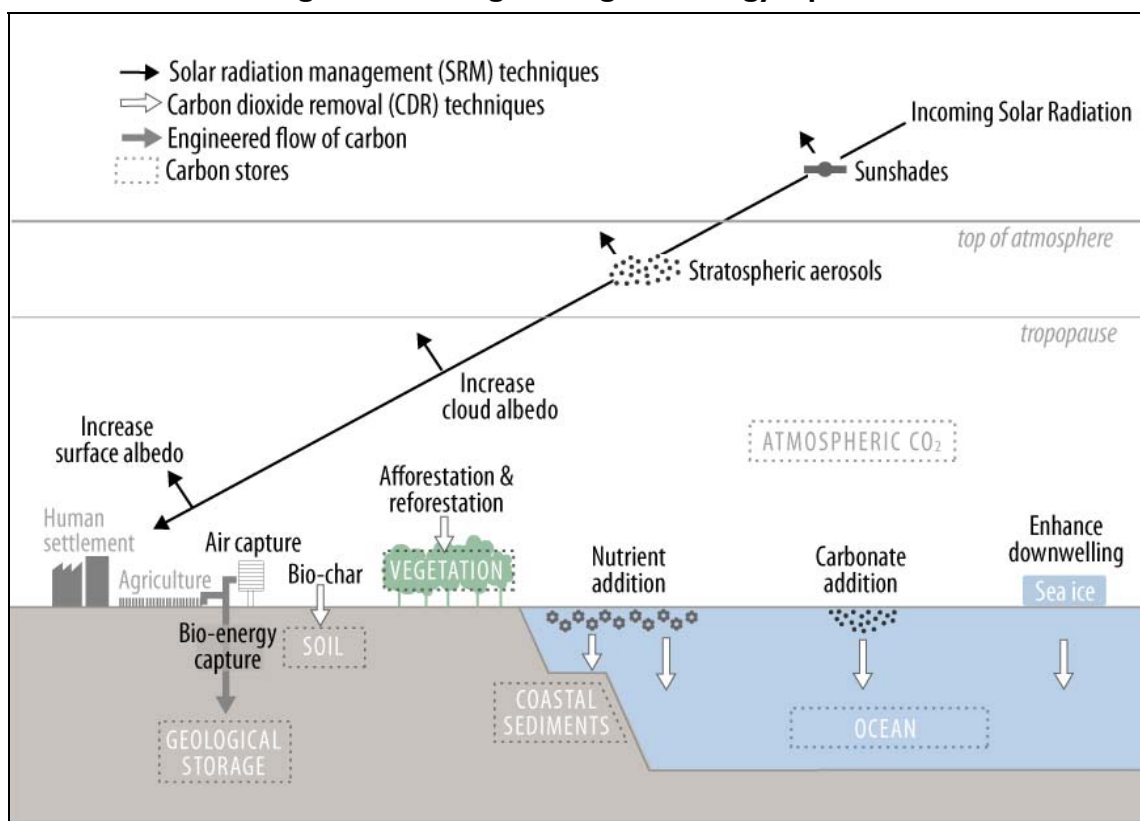 Solar radiation management (SRM) techniques
Carbon dioxide removal (CDR) techniques
Engineered flow of carbon
Carbon stores
Incoming Solar Radiation
Sunshades
top of atmosphere
Stratospheric aerosols
tropopause
Increase
cloud albedo
Increase
surface albedo
ATMOSPHERIC CO₂
Afforestation &
reforestation
Human
settlement
Agriculture
Air capture
Bio-char
VEGETATION
Nutrient
addition
Carbonate
addition
Enhance
downwelling
Sea ice
Bio-energy
capture
SOIL
GEOLOGICAL
STORAGE
COASTAL
SEDIMENTS
OCEAN